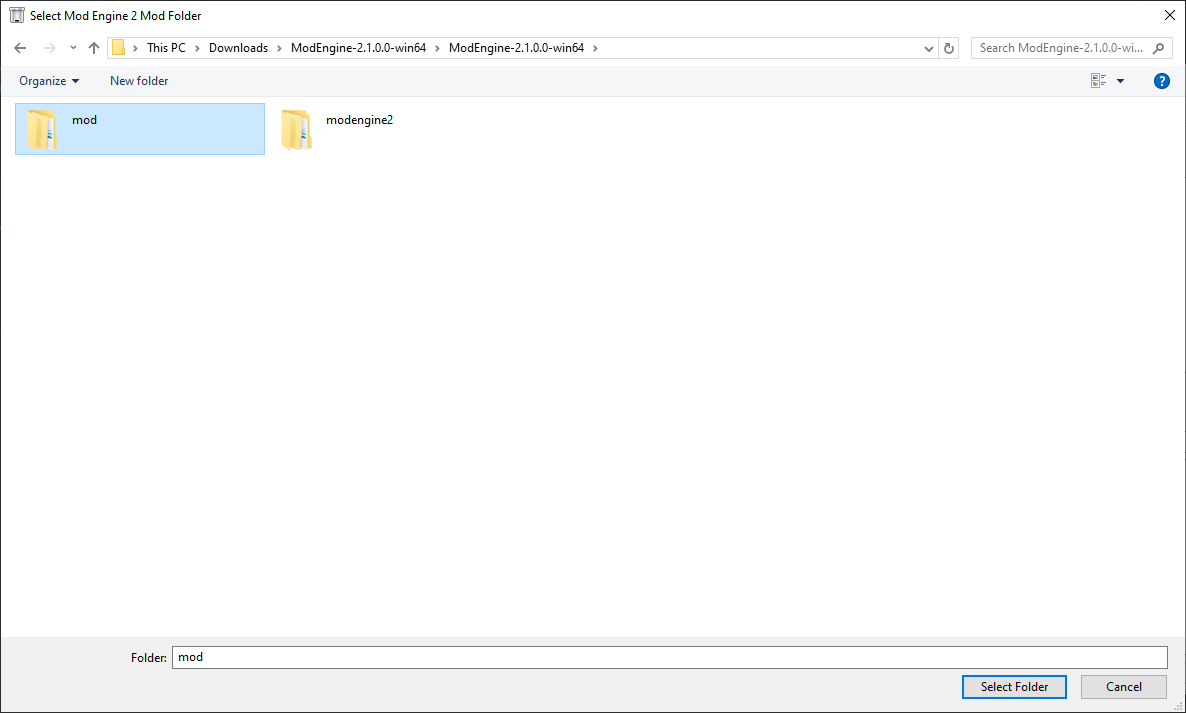 Select Mod Engine 2 Mod Folder
This PC > Downloads > ModEngine-2.1.0.0-win64 > ModEngine-2.1.0.0-win64 >
Search ModEngine-2.1.0.0-wi...
Organize
New folder
?
mod
modengine2
Folder: mod
Select Folder
Cancel